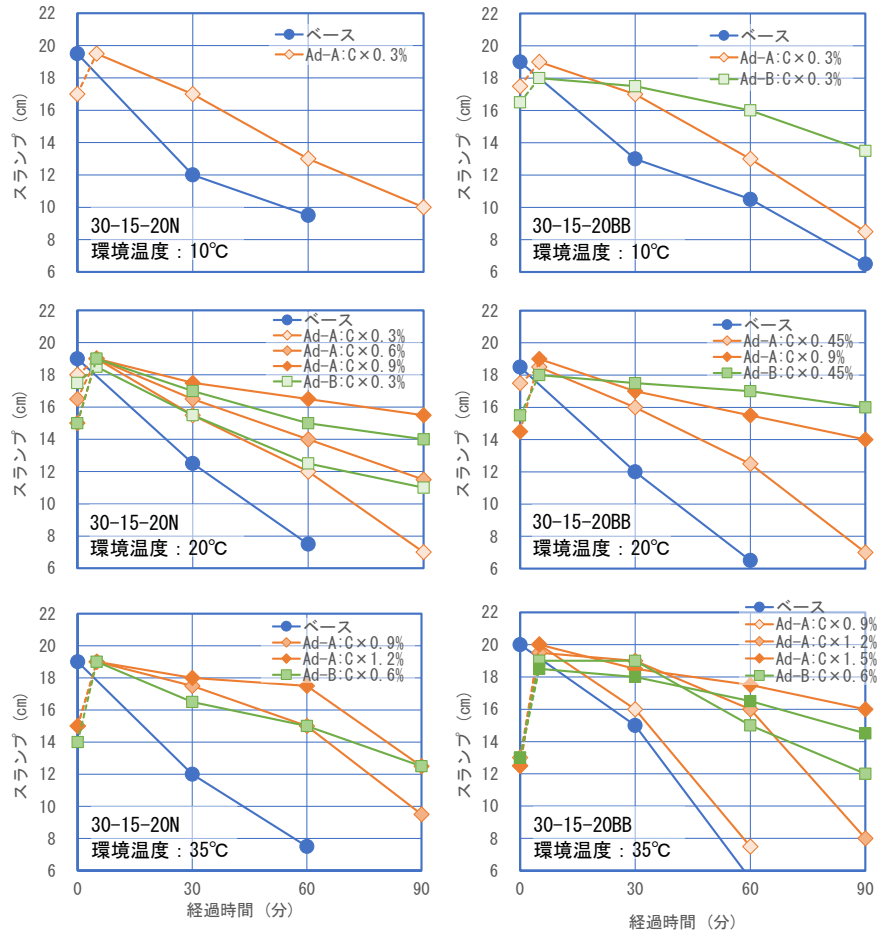 22
20
18
16
14
12
10
8
6
スランプ (cm)
ベース
Ad-A:C×0.3%
30-15-20N
環境温度：10℃
22
20
18
16
14
12
10
8
6
スランプ (cm)
ベース
Ad-A:C×0.3%
Ad-B:C×0.3%
30-15-20BB
環境温度：10℃
22
20
18
16
14
12
10
8
6
スランプ (cm)
ベース
Ad-A:C×0.3%
Ad-A:C×0.6%
Ad-A:C×0.9%
Ad-B:C×0.3%
30-15-20N
環境温度：20℃
22
20
18
16
14
12
10
8
6
スランプ (cm)
ベース
Ad-A:C×0.45%
Ad-A:C×0.9%
Ad-B:C×0.45%
30-15-20BB
環境温度：20℃
22
20
18
16
14
12
10
8
6
スランプ (cm)
ベース
Ad-A:C×0.9%
Ad-A:C×1.2%
Ad-B:C×0.6%
30-15-20N
環境温度：35℃
0 30 60 90
経過時間 (分)
22
20
18
16
14
12
10
8
6
スランプ (cm)
ベース
Ad-A:C×0.9%
Ad-A:C×1.2%
Ad-A:C×1.5%
Ad-B:C×0.6%
30-15-20BB
環境温度：35℃
0 30 60 90
経過時間 (分)